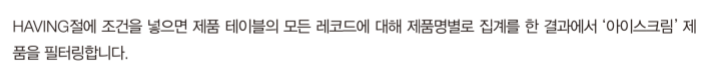 HAVING절에 조건을 넣으면 제품 테이블의 모든 레코드에 대해 제품명별로 집계를 한 결과에서 ‘아이스크림’ 제
품을 필터링합니다.